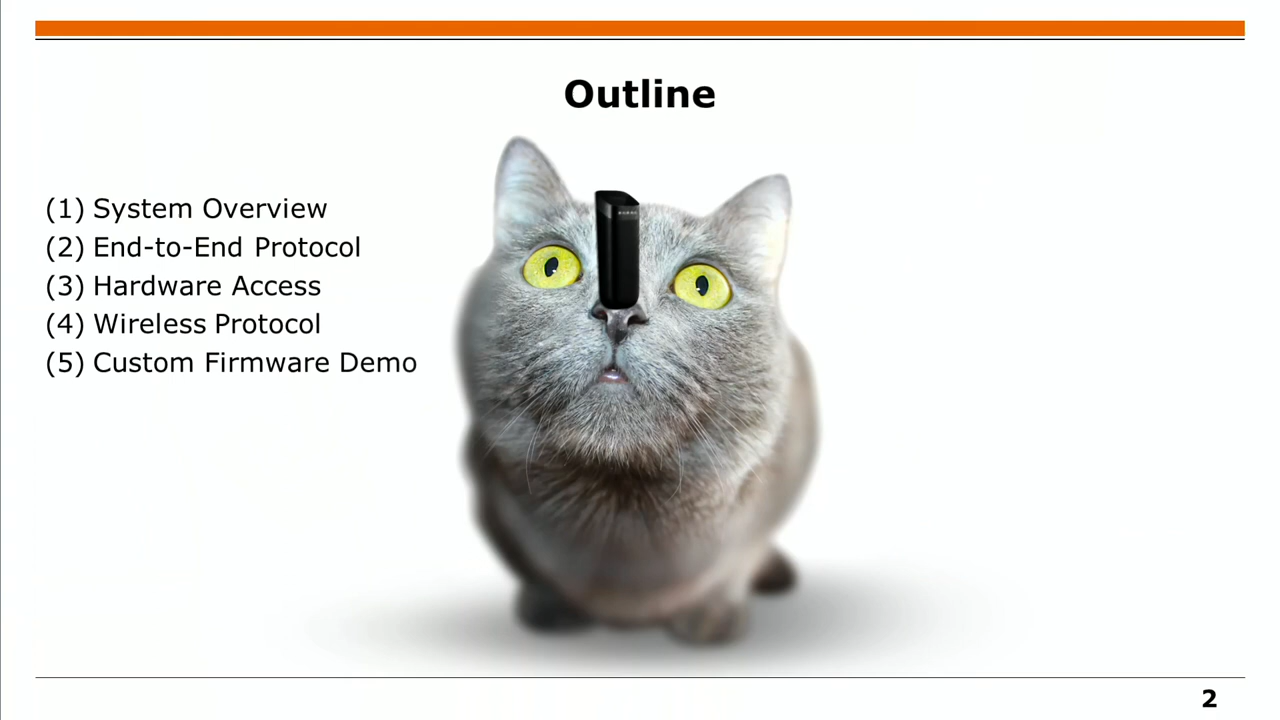 Outline
(1) System Overview
(2) End-to-End Protocol
(3) Hardware Access
(4) Wireless Protocol
(5) Custom Firmware Demo
2